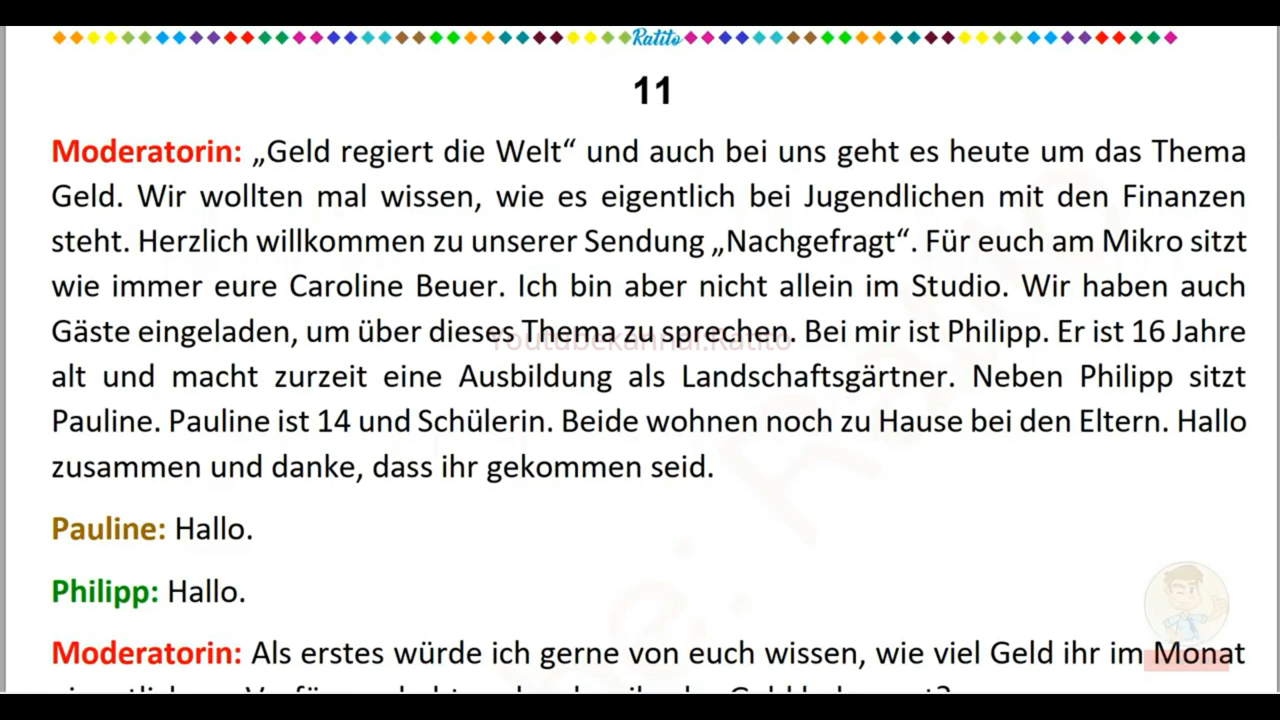 Ratito
11
Moderatorin: „Geld regiert die Welt“ und auch bei uns geht es heute um das Thema
Geld. Wir wollten mal wissen, wie es eigentlich bei Jugendlichen mit den Finanzen
steht. Herzlich willkommen zu unserer Sendung „Nachgefragt“. Für euch am Mikro sitzt
wie immer eure Caroline Beuer. Ich bin aber nicht allein im Studio. Wir haben auch
Gäste eingeladen, um über dieses Thema zu sprechen. Bei mir ist Philipp. Er ist 16 Jahre
Youtubekannal:Ratito
alt und macht zurzeit eine Ausbildung als Landschaftsgärtner. Neben Philipp sitzt
Pauline. Pauline ist 14 und Schülerin. Beide wohnen noch zu Hause bei den Eltern. Hallo
zusammen und danke, dass ihr gekommen seid.
Pauline: Hallo.
Philipp: Hallo.
Moderatorin: Als erstes würde ich gerne von euch wissen, wie viel Geld ihr im Monat